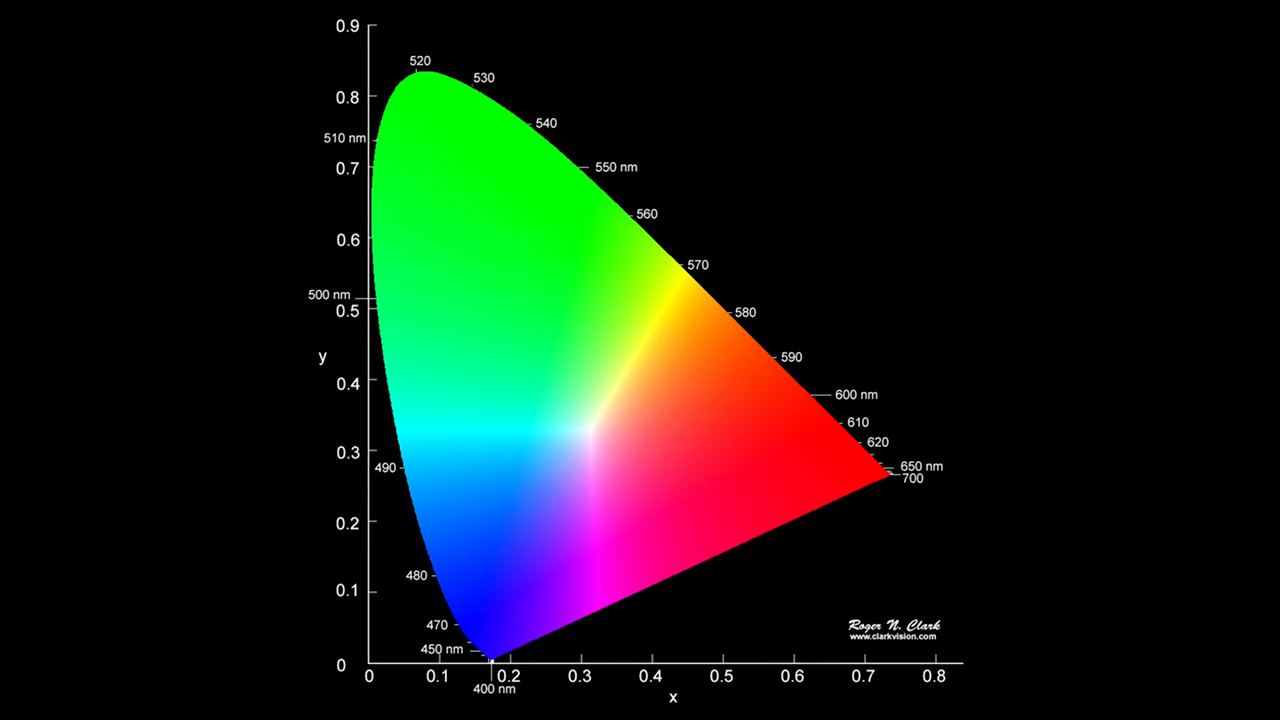 0.9
520
530
0.8
540
510 nm
550 nm
0.7
560
0.6
570
500 nm
0.5
580
y
590
0.4
600 nm
610
620
0.3
490
650 nm
700
0.2
480
0.1
470
Roger N. Clark
www.clarkvision.com
450 nm
0
0 0.1 0.2 0.3 0.4 0.5 0.6 0.7 0.8
400 nm
x